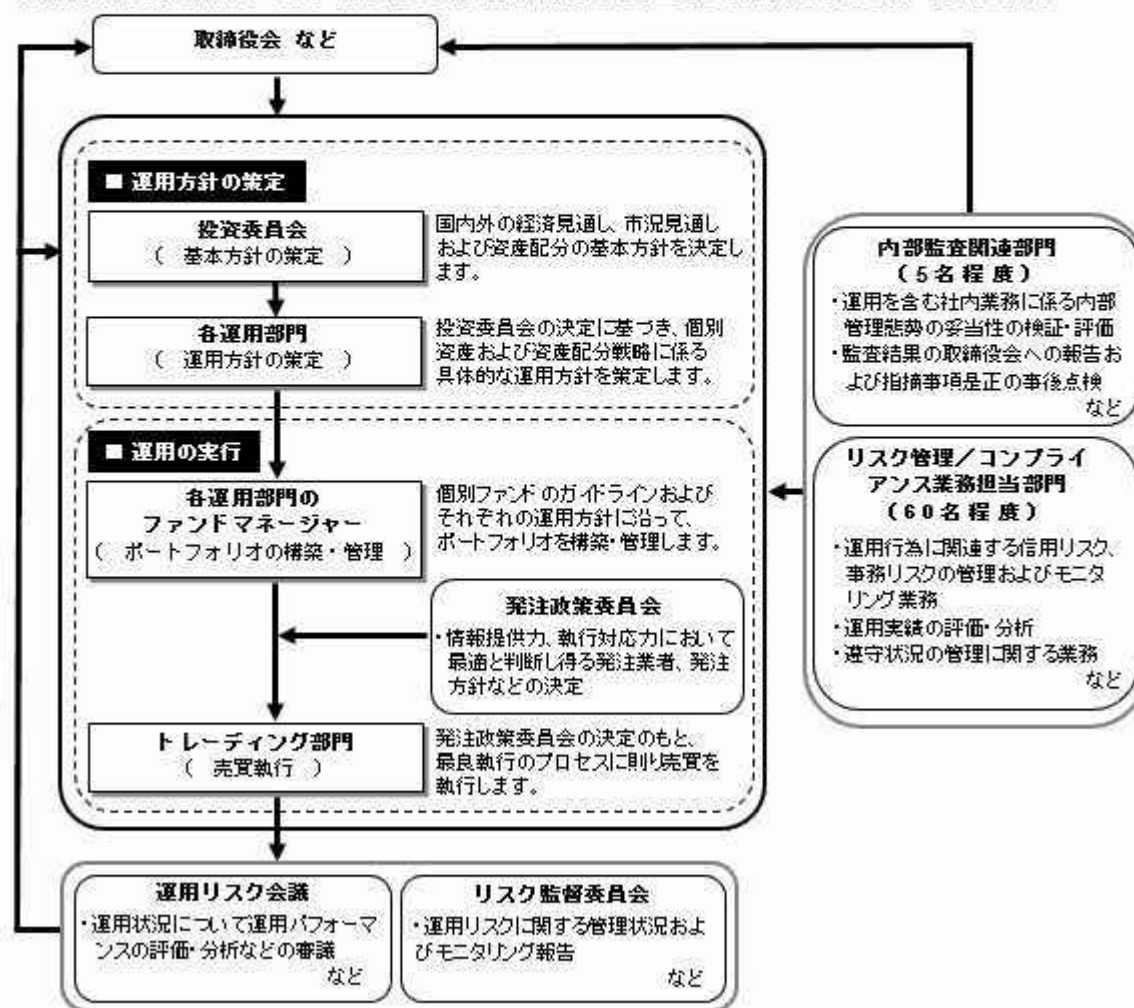 取締役会 など
■ 運用方針の策定
投資委員会
（ 基本方針の策定 ）
国内外の経済見通し、市況見通し
および資産配分の基本方針を決定し
ます。
各運用部門
（ 運用方針の策定 ）
投資委員会の決定に基づき、個別
資産および資産配分戦略に係る
具体的な運用方針を策定します。
■ 運用の実行
各運用部門の
ファンドマネージャー
（ ポートフォリオの構築・管理 ）
個別ファンドのガイドラインおよび
それぞれの運用方針に沿って、
ポートフォリオを構築・管理します。
発注政策委員会
・情報提供力、執行対応力において
最適と判断し得る発注業者、発注
方針などの決定
トレーディング部門
（ 売買執行 ）
発注政策委員会の決定のもと、
最良執行のプロセスに則り売買を
執行します。
内部監査関連部門
（５名程度）
・運用を含む社内業務に係る内部
管理態勢の妥当性の検証・評価
・監査結果の取締役会への報告お
よび指摘事項是正の事後点検
など
リスク管理／コンプライ
アンス業務担当部門
（６０名程度）
・運用行為に関連する信用リスク、
事務リスクの管理およびモニタ
リング業務
・運用実績の評価・分析
・遵守状況の管理に関する業務
など
運用リスク会議
・運用状況について運用パフォーマ
ンスの評価・分析などの審議
など
リスク監督委員会
・運用リスクに関する管理状況およ
びモニタリング報告
など